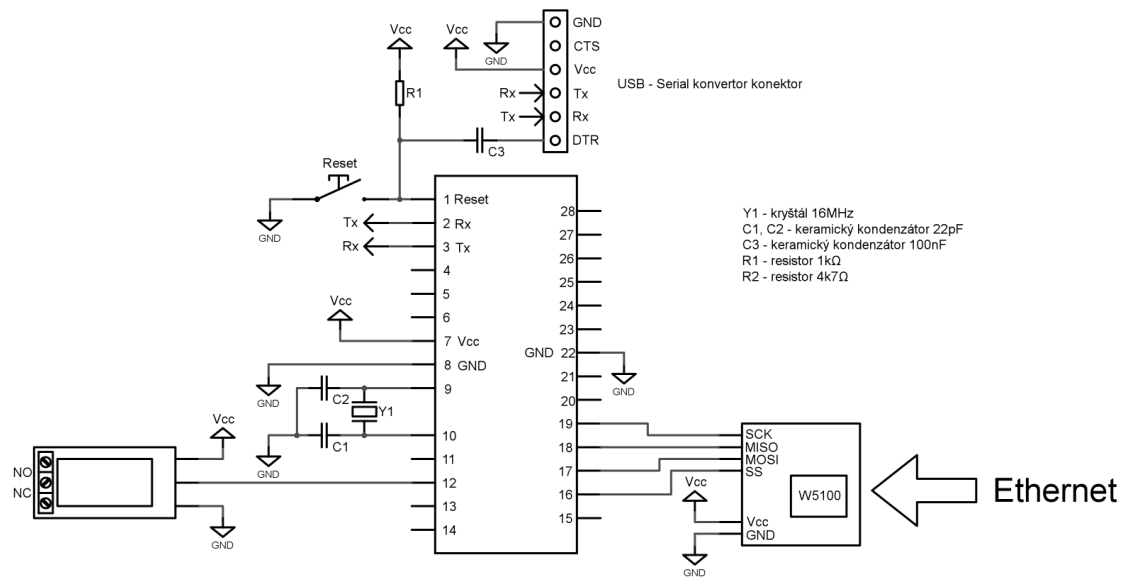 Vcc
Vcc
GND
GND
CTS
Vcc
Rx
Tx
Tx
Rx
DTR
USB - Serial konvertor konektor
R1
C3
Reset
GND
1 Reset
Tx
2 Rx
Rx
3 Tx
4
5
6
Vcc
7 Vcc
8 GND
GND
9
C2
Y1
10
C1
GND
11
12
13
14
28
27
26
25
24
23
GND 22
GND
21
20
19
18
17
16
15
Y1 - kryštál 16MHz
C1, C2 - keramický kondenzátor 22pF
C3 - keramický kondenzátor 100nF
R1 - resistor 1kΩ
R2 - resistor 4k7Ω
Vcc
NO
NC
GND
SCK
MISO
MOSI
SS
W5100
Vcc
Vcc
GND
GND
Ethernet